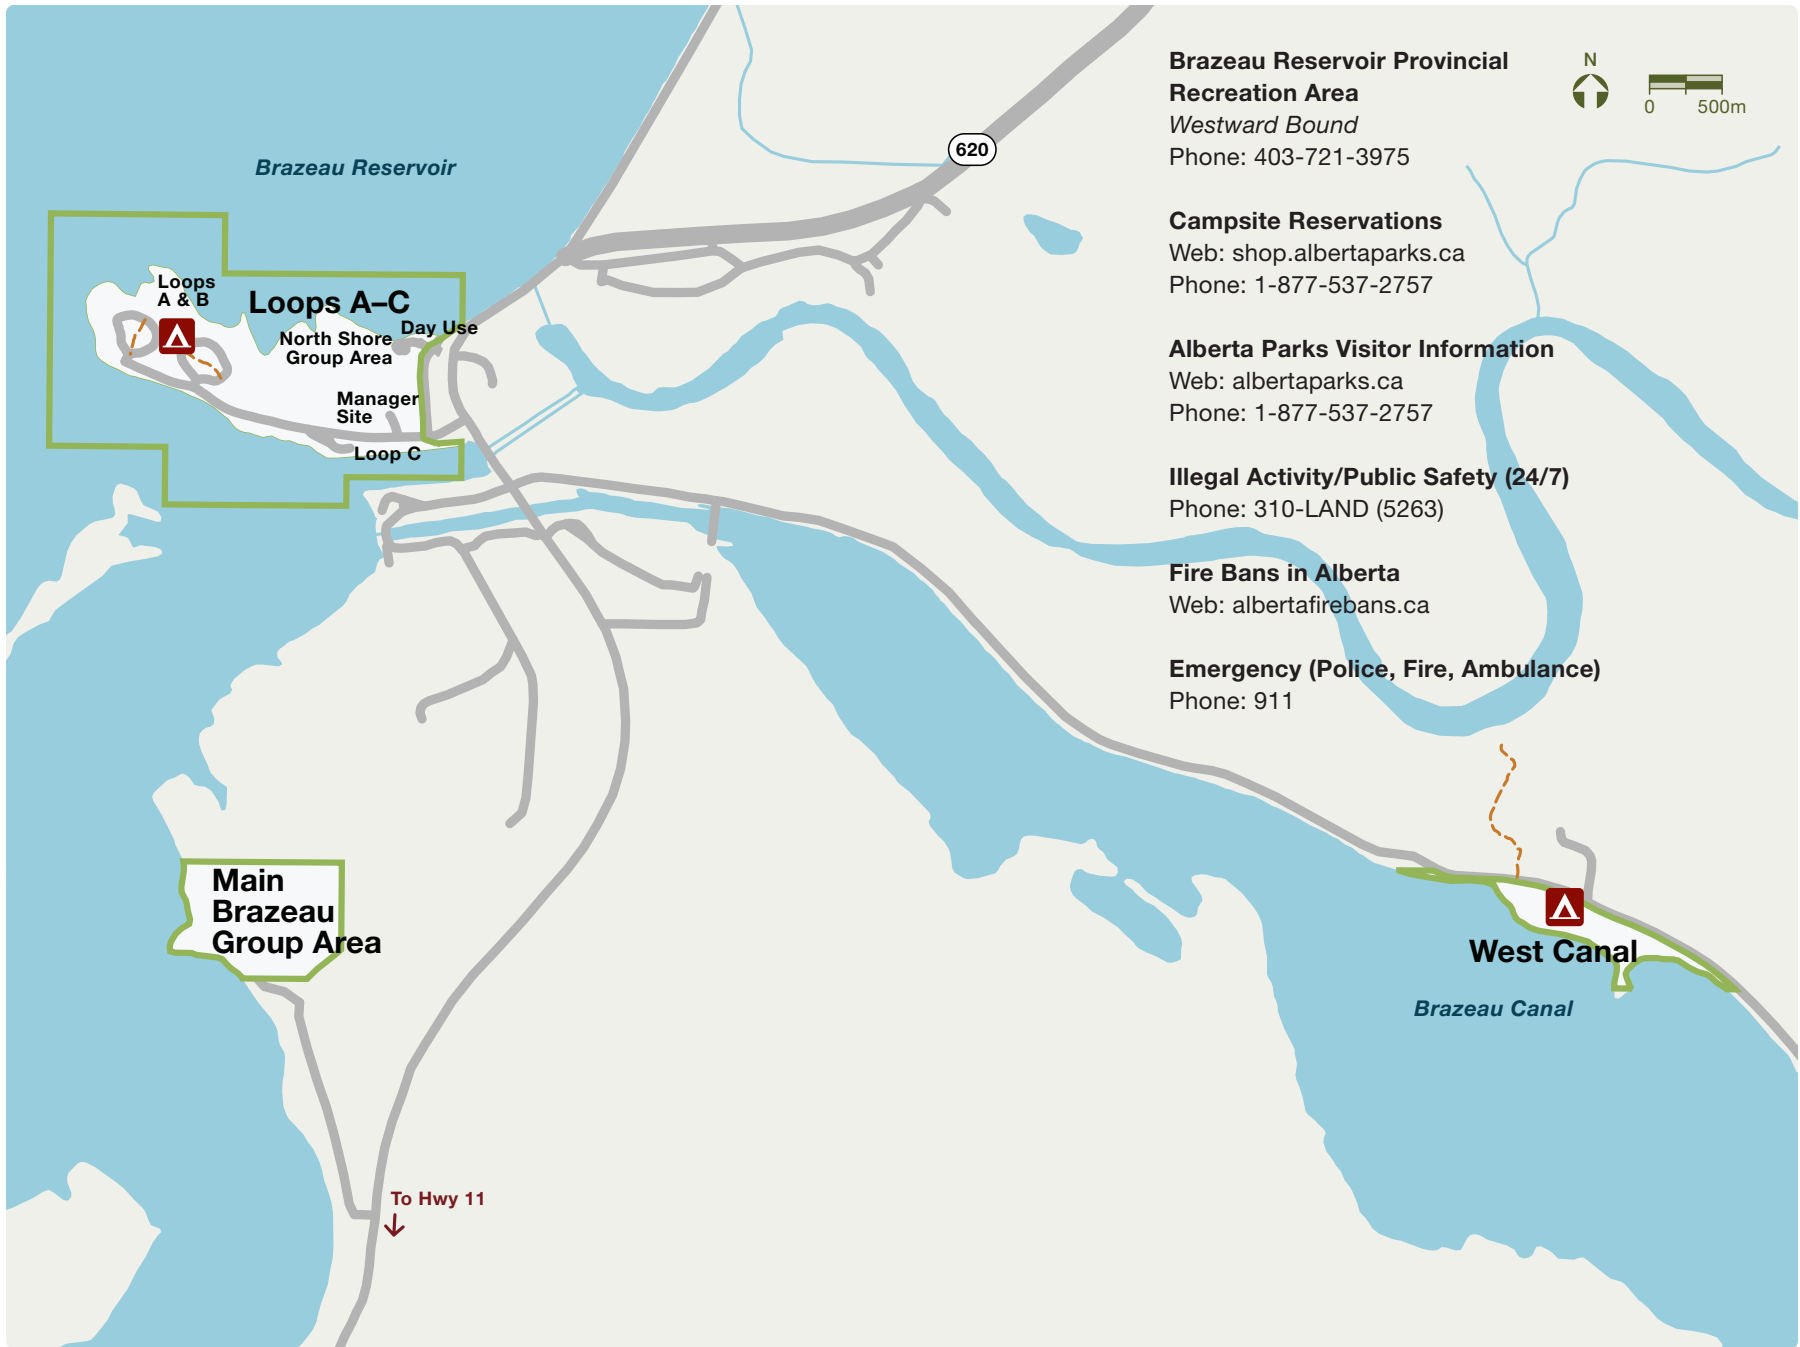 Brazeau Reservoir Provincial
Recreation Area
Westward Bound
Phone: 403-721-3975
Campsite Reservations
Web: shop.albertaparks.ca
Phone: 1-877-537-2757
Alberta Parks Visitor Information
Web: albertaparks.ca
Phone: 1-877-537-2757
Illegal Activity/Public Safety (24/7)
Phone: 310-LAND (5263)
Fire Bans in Alberta
Web: albertafirebans.ca
Emergency (Police, Fire, Ambulance)
Phone: 911
N
0 500m
620
Brazeau Reservoir
Loops
A & B
Loops A–C
Day Use
North Shore
Group Area
Manager
Site
Loop C
Main
Brazeau
Group Area
West Canal
Brazeau Canal
To Hwy 11